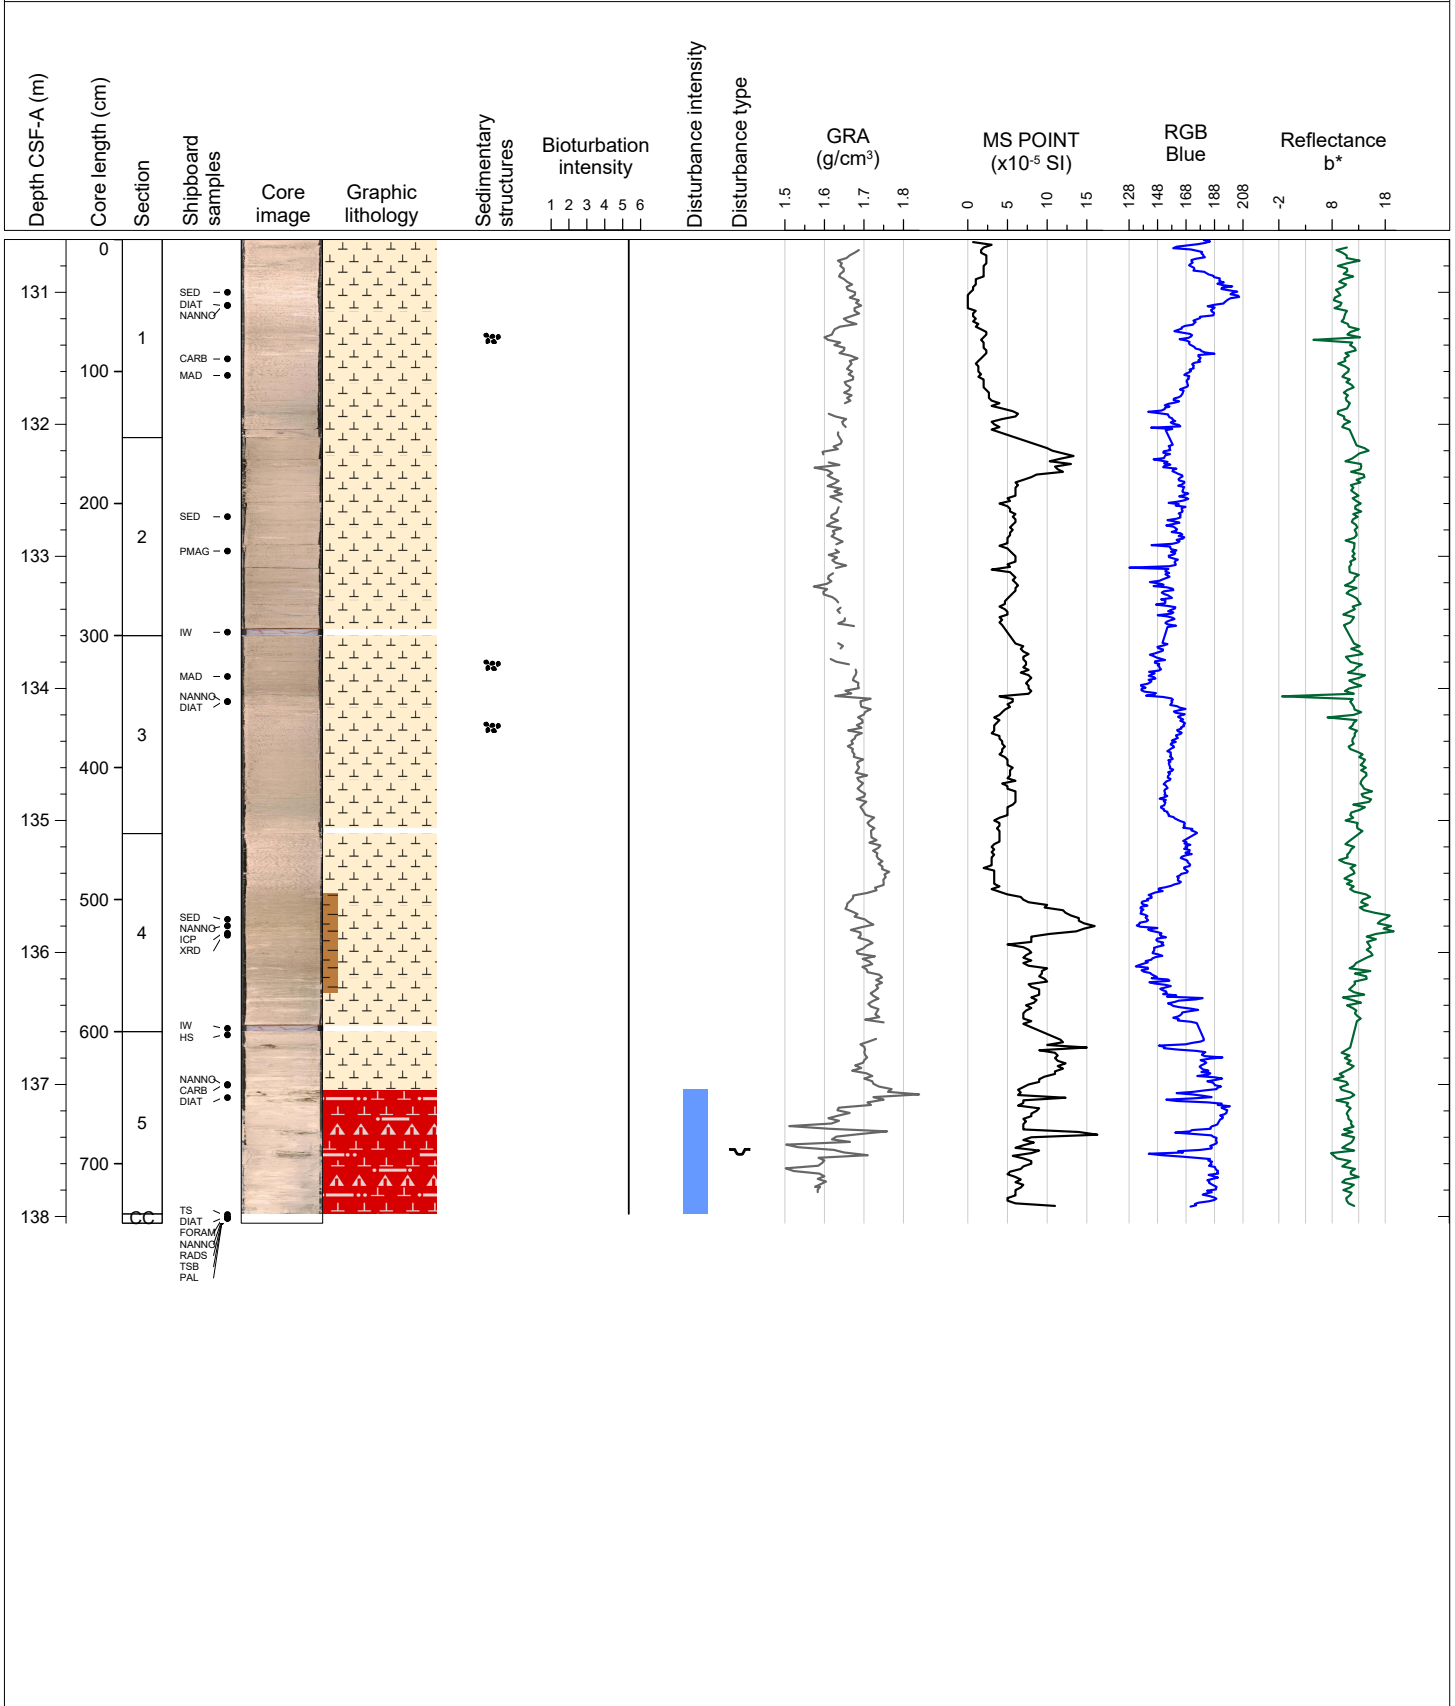 Depth CSF-A (m)
Core length (cm)
Section
Shipboard
samples
Core
image
Graphic
lithology
Sedimentary
structures
Bioturbation
intensity
1 2 3 4 5 6
Disturbance intensity
Disturbance type
GRA
(g/cm³)
1.5 1.6 1.7 1.8
MS POINT
(x10⁻⁵ SI)
0 5 10 15
RGB
Blue
128 148 168 188 208
Reflectance
b*
-2 8 18
0
131
SED
DIAT
NANNO
1
CARB
100
MAD
132
200
SED
2
133
PMAG
300
IW
MAD
134
NANNO
DIAT
3
400
135
500
SED
NANNO
4
ICP
136
XRD
IW
600
HS
137
NANNO
CARB
DIAT
5
700
TS
138
CC
DIAT
FORAM
NANNO
RADS
TSB
PAL